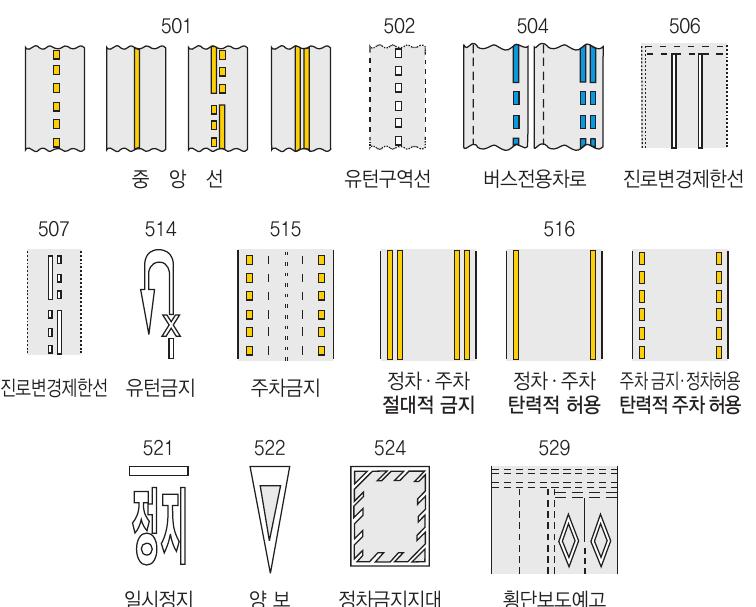 501
502
504
506
중 앙 선
유턴구역선
버스전용차로
진로변경제한선
507
514
515
516
진로변경제한선
유턴금지
주차금지
정차·주차
절대적 금지
정차·주차
탄력적 허용
주차 금지·정차허용
탄력적 주차 허용
521
522
524
529
정지
일시정지
양 보
정차금지지대
횡단보도예고